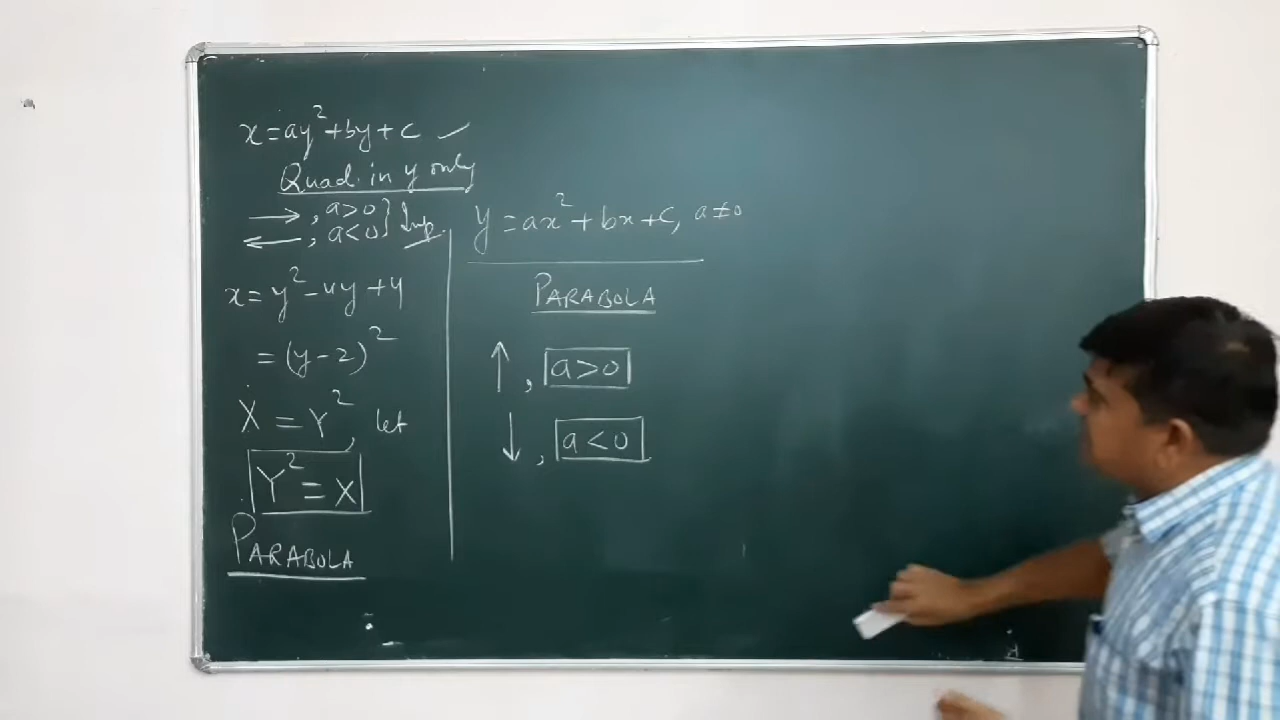 x = ay² + by + c ✓
Quad. in y only
→, a>0 } Imp.
←, a<0
x = y² - 4y + 4
= (y - 2)²
X = Y², let
Y² = X
PARABOLA
y = ax² + bx + c, a ≠ 0
PARABOLA
↑, a>0
↓, a<0